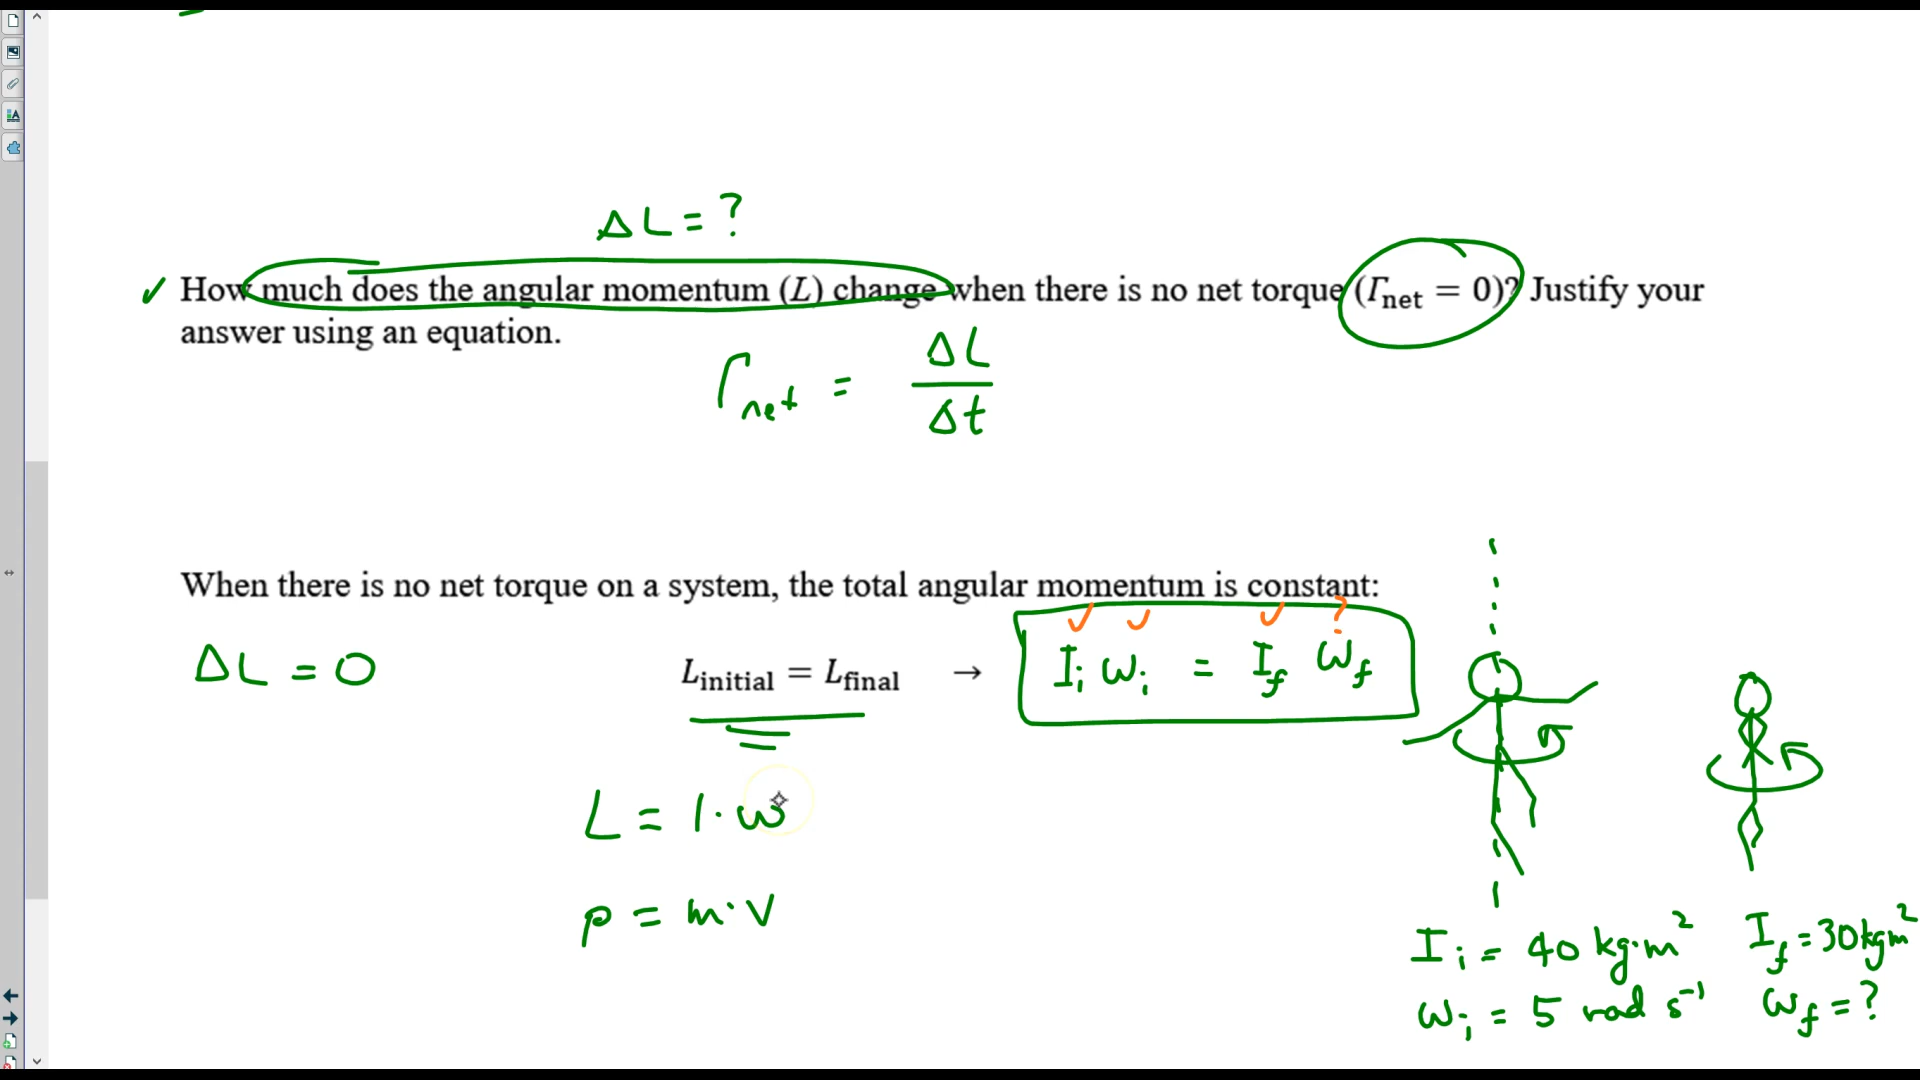 ΔL = ?
How much does the angular momentum (L) change when there is no net torque (Γnet = 0)? Justify your
answer using an equation.
Γnet = ΔL/Δt
When there is no net torque on a system, the total angular momentum is constant:
?
ΔL = 0 Linitial = Lfinal → Ii ωi = If ωf
L = I · ω
p = m · v
Ii = 40 kg·m² If = 30 kgm²
ωi = 5 rad s⁻¹ ωf = ?